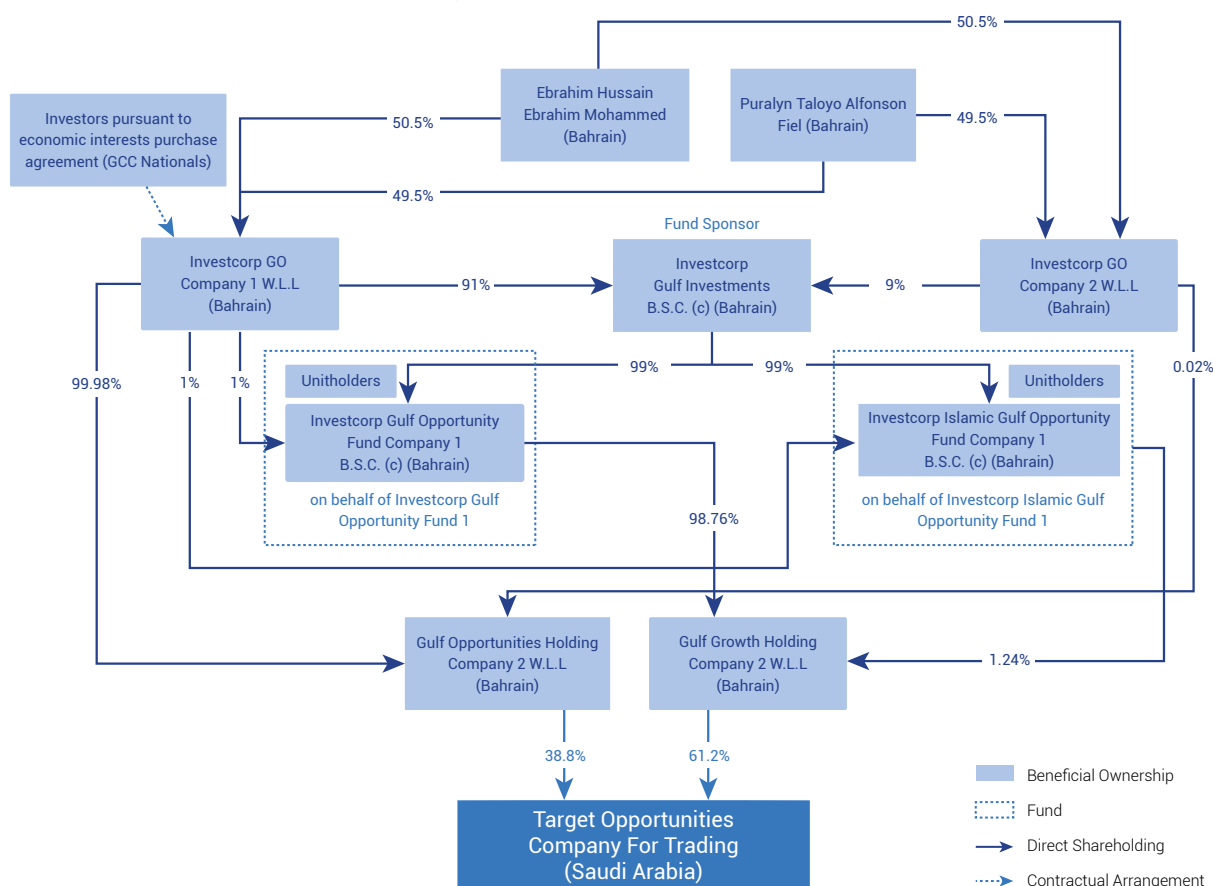 50.5%
Ebrahim Hussain
Ebrahim Mohammed
(Bahrain)
Puralyn Taloyo Alfonson
Fiel (Bahrain)
Investors pursuant to
economic interests purchase
agreement (GCC Nationals)
50.5%
49.5%
49.5%
Fund Sponsor
Investcorp GO
Company 1 W.L.L
(Bahrain)
91%
Investcorp
Gulf Investments
B.S.C. (c) (Bahrain)
9%
Investcorp GO
Company 2 W.L.L
(Bahrain)
99.98%
1%
1%
99%
99%
0.02%
Unitholders
Investcorp Gulf Opportunity
Fund Company 1
B.S.C. (c) (Bahrain)
on behalf of Investcorp Gulf
Opportunity Fund 1
Unitholders
Investcorp Islamic Gulf Opportunity
Fund Company 1
B.S.C. (c) (Bahrain)
on behalf of Investcorp Islamic Gulf
Opportunity Fund 1
98.76%
Gulf Opportunities Holding
Company 2 W.L.L
(Bahrain)
Gulf Growth Holding
Company 2 W.L.L
(Bahrain)
1.24%
38.8%
61.2%
Target Opportunities
Company For Trading
(Saudi Arabia)
Beneficial Ownership
Fund
Direct Shareholding
Contractual Arrangement